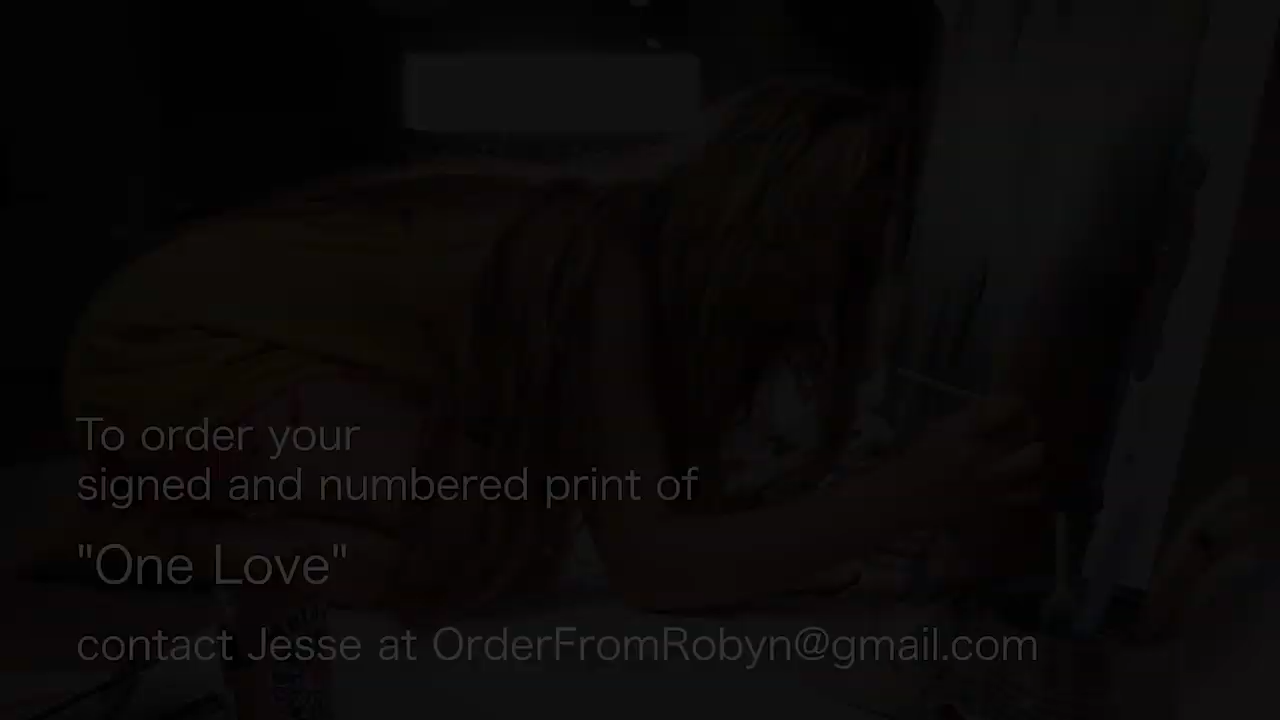 To order your
signed and numbered print of
"One Love"
contact Jesse at OrderFromRobyn@gmail.com